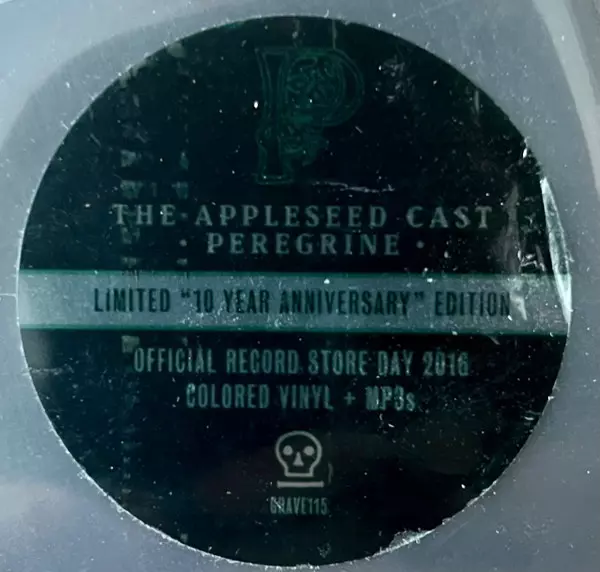 P
THE APPLESEED CAST
· PEREGRINE ·
LIMITED "10 YEAR ANNIVERSARY" EDITION
OFFICIAL RECORD STORE DAY 2016
COLORED VINYL + MP3s
GRAVE115